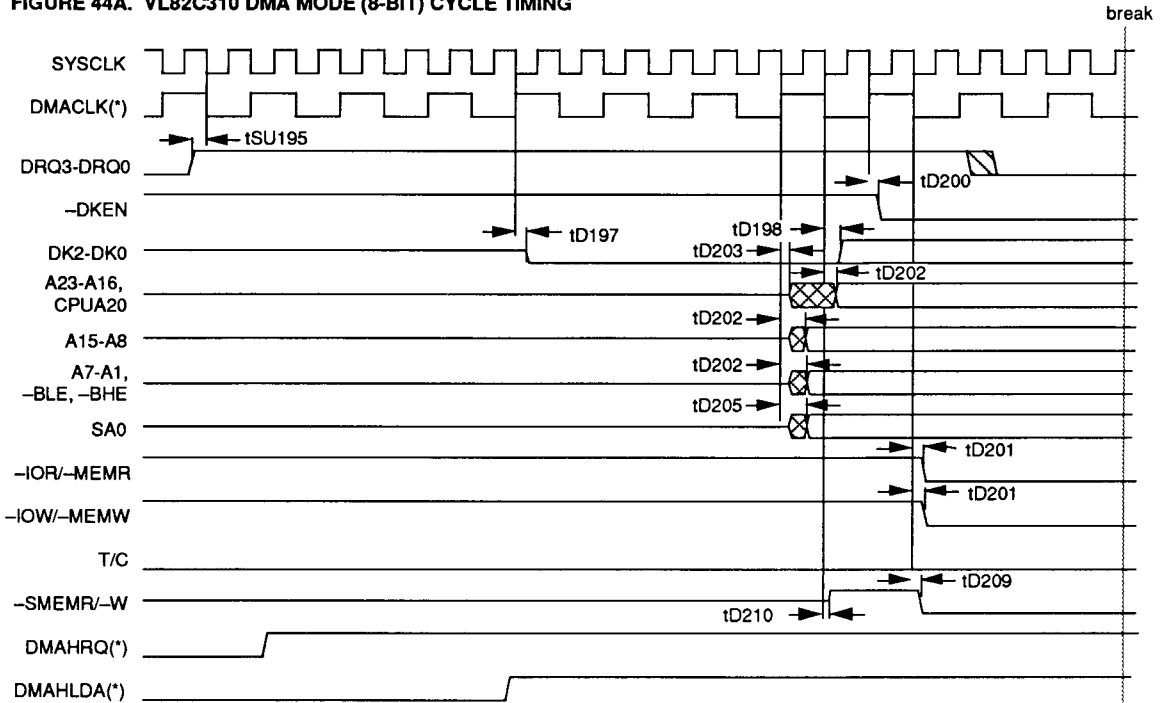 FIGURE 44A. VL82C310 DMA MODE (8-BIT) CYCLE TIMING
break
SYSCLK
DMACLK(*)
tSU195
DRQ3-DRQ0
tD200
–DKEN
tD197
tD198
DK2-DK0
tD203
A23-A16,
CPUA20
tD202
tD202
A15-A8
tD202
A7-A1,
–BLE, –BHE
tD205
SA0
tD201
–IOR/–MEMR
tD201
–IOW/–MEMW
T/C
tD209
–SMEMR/–W
tD210
DMAHRQ(*)
DMAHLDA(*)